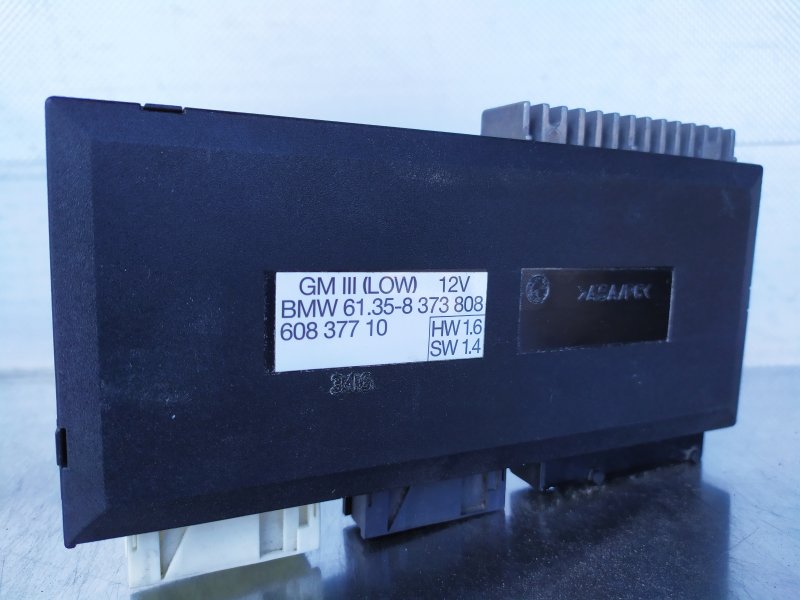 GM III (LOW) 12V
BMW 61.35-8 373 808
608 377 10
HW 1.6
SW 1.4